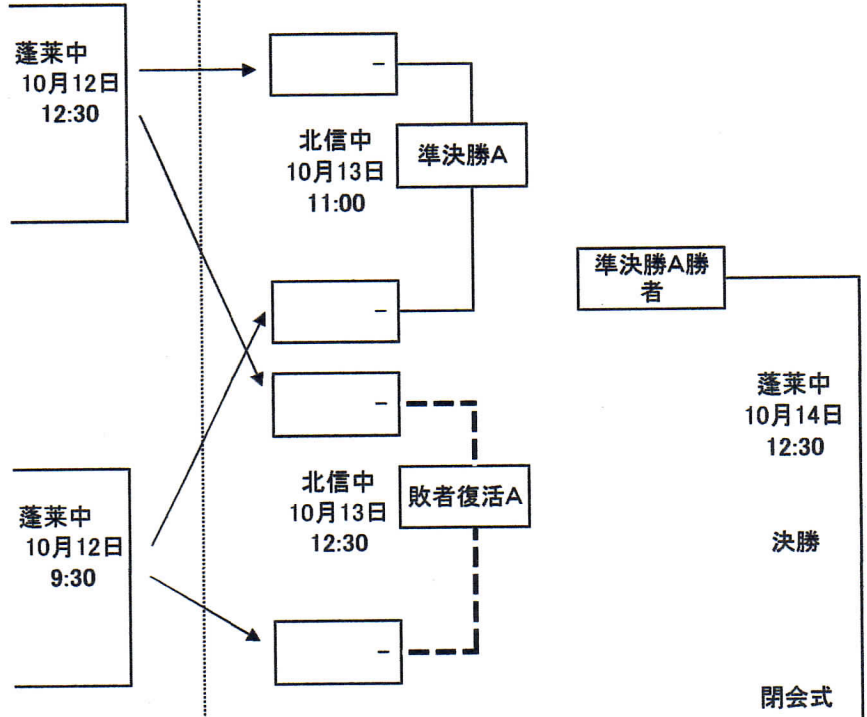 蓬莱中
10月12日
12:30
－
北信中
10月13日
11:00
準決勝A
－
準決勝A勝
者
－
北信中
10月13日
12:30
敗者復活A
－
蓬莱中
10月12日
9:30
蓬莱中
10月14日
12:30
決勝
閉会式